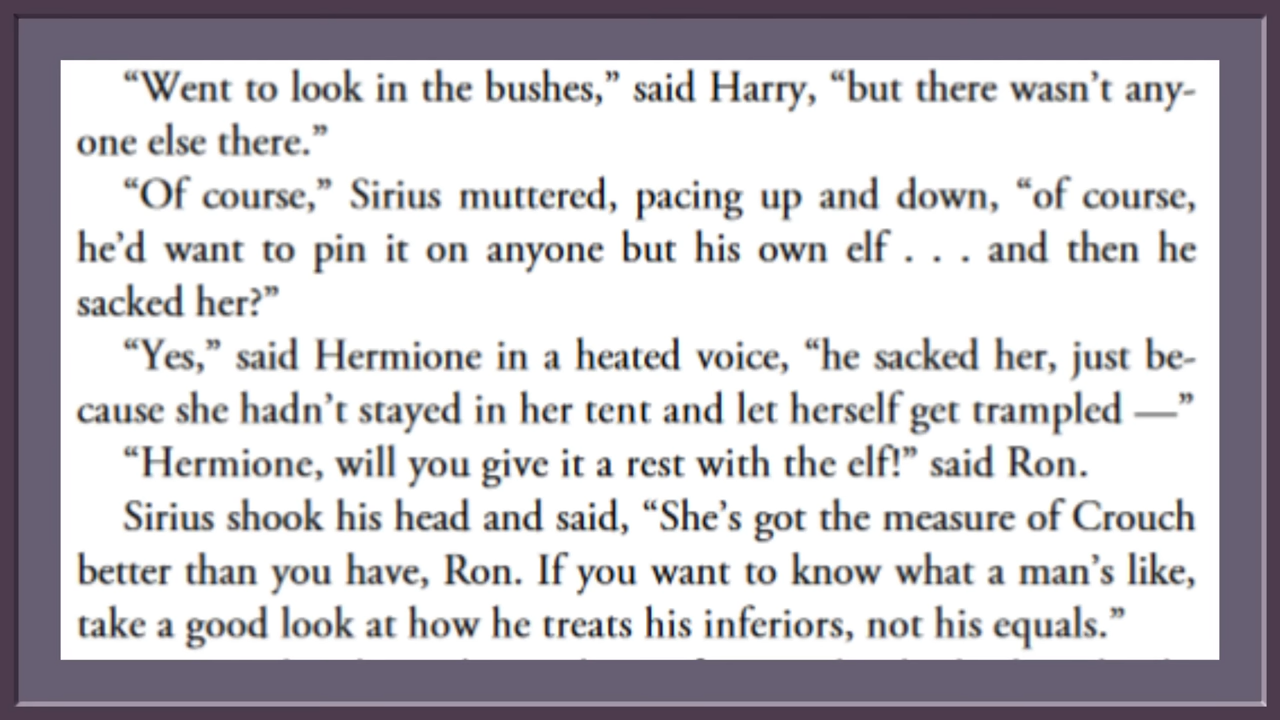 “Went to look in the bushes,” said Harry, “but there wasn’t any-
one else there.”
“Of course,” Sirius muttered, pacing up and down, “of course,
he’d want to pin it on anyone but his own elf . . . and then he
sacked her?”
“Yes,” said Hermione in a heated voice, “he sacked her, just be-
cause she hadn’t stayed in her tent and let herself get trampled —”
“Hermione, will you give it a rest with the elf!” said Ron.
Sirius shook his head and said, “She’s got the measure of Crouch
better than you have, Ron. If you want to know what a man’s like,
take a good look at how he treats his inferiors, not his equals.”